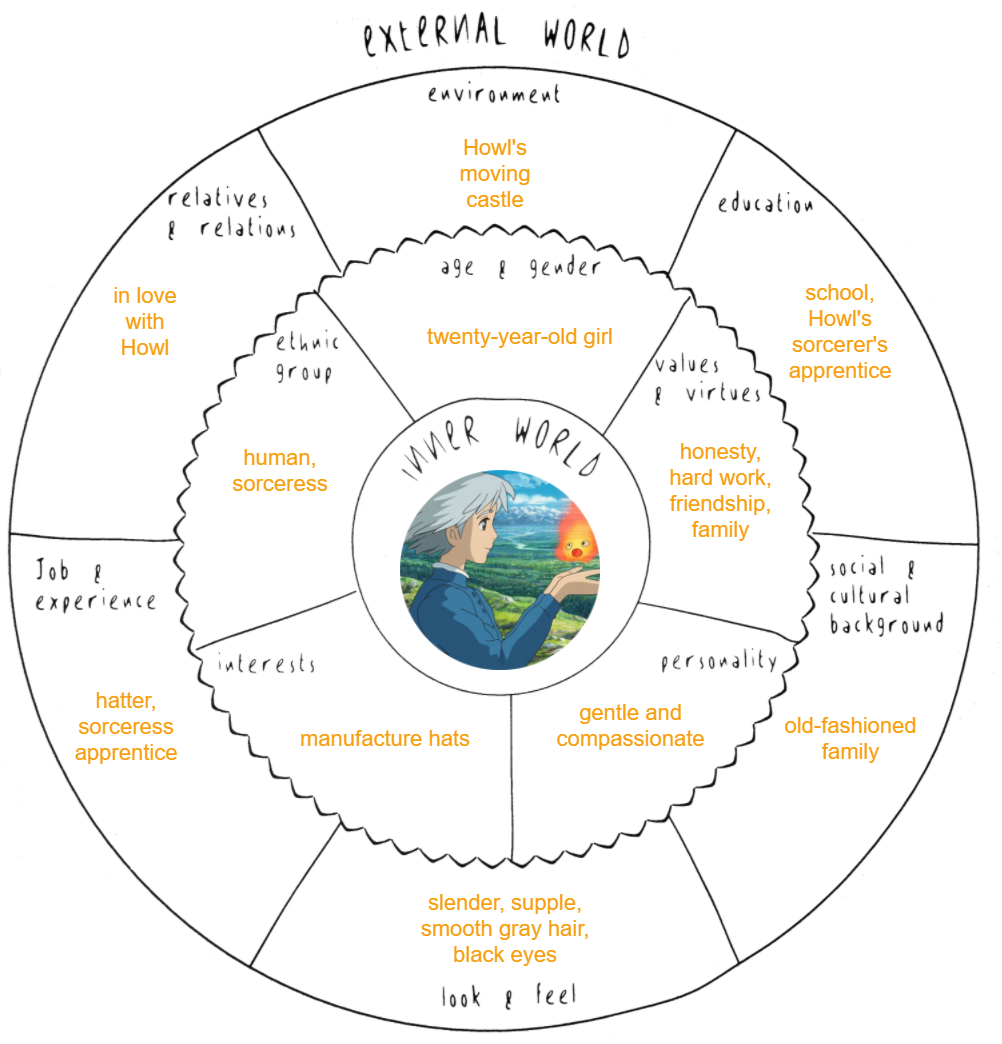 EXTERNAL WORLD
environment
Howl's
moving
castle
relatives
& relations
in love
with
Howl
education
school,
Howl's
sorcerer's
apprentice
age & gender
twenty-year-old girl
ethnic
group
human,
sorceress
values
& virtues
honesty,
hard work,
friendship,
family
INNER WORLD
Job &
experience
hatter,
sorceress
apprentice
social &
cultural
background
old-fashioned
family
interests
manufacture hats
personality
gentle and
compassionate
slender, supple,
smooth gray hair,
black eyes
look & feel